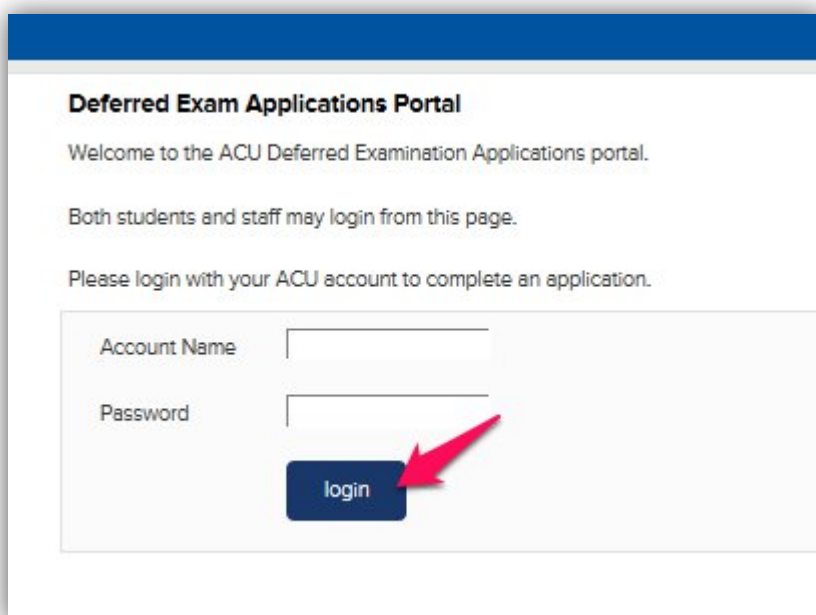 Deferred Exam Applications Portal
Welcome to the ACU Deferred Examination Applications portal.
Both students and staff may login from this page.
Please login with your ACU account to complete an application.
Account Name
Password
login